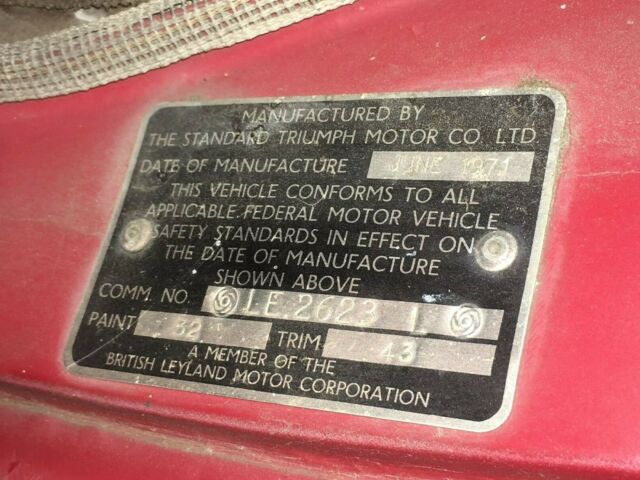 MANUFACTURED BY
THE STANDARD TRIUMPH MOTOR CO. LTD
DATE OF MANUFACTURE JUNE 1971
THIS VEHICLE CONFORMS TO ALL
APPLICABLE FEDERAL MOTOR VEHICLE
SAFETY STANDARDS IN EFFECT ON
THE DATE OF MANUFACTURE
SHOWN ABOVE
COMM. NO. LE.2623 L
PAINT 32 TRIM 43
A MEMBER OF THE
BRITISH LEYLAND MOTOR CORPORATION